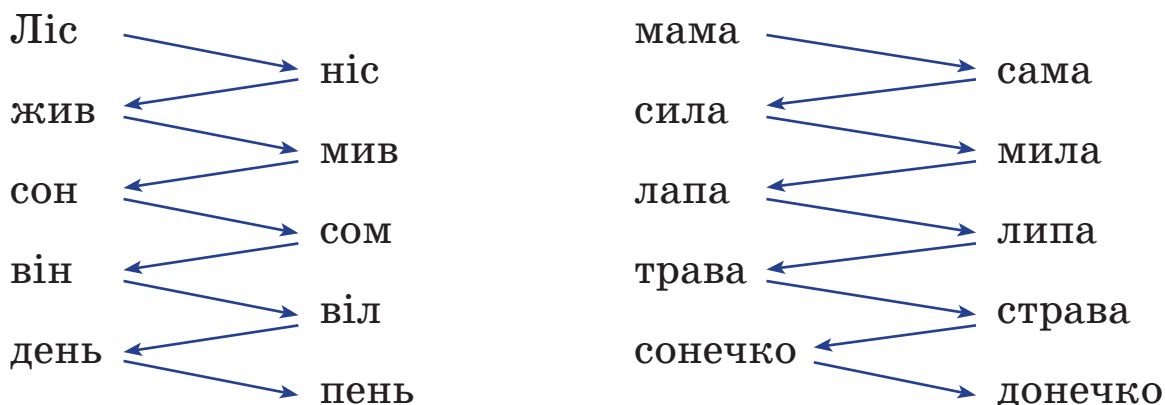 Ліс
ніс
жив
мив
сон
сом
він
віл
день
пень
мама
сама
сила
мила
лапа
липа
трава
страва
сонечко
донечко